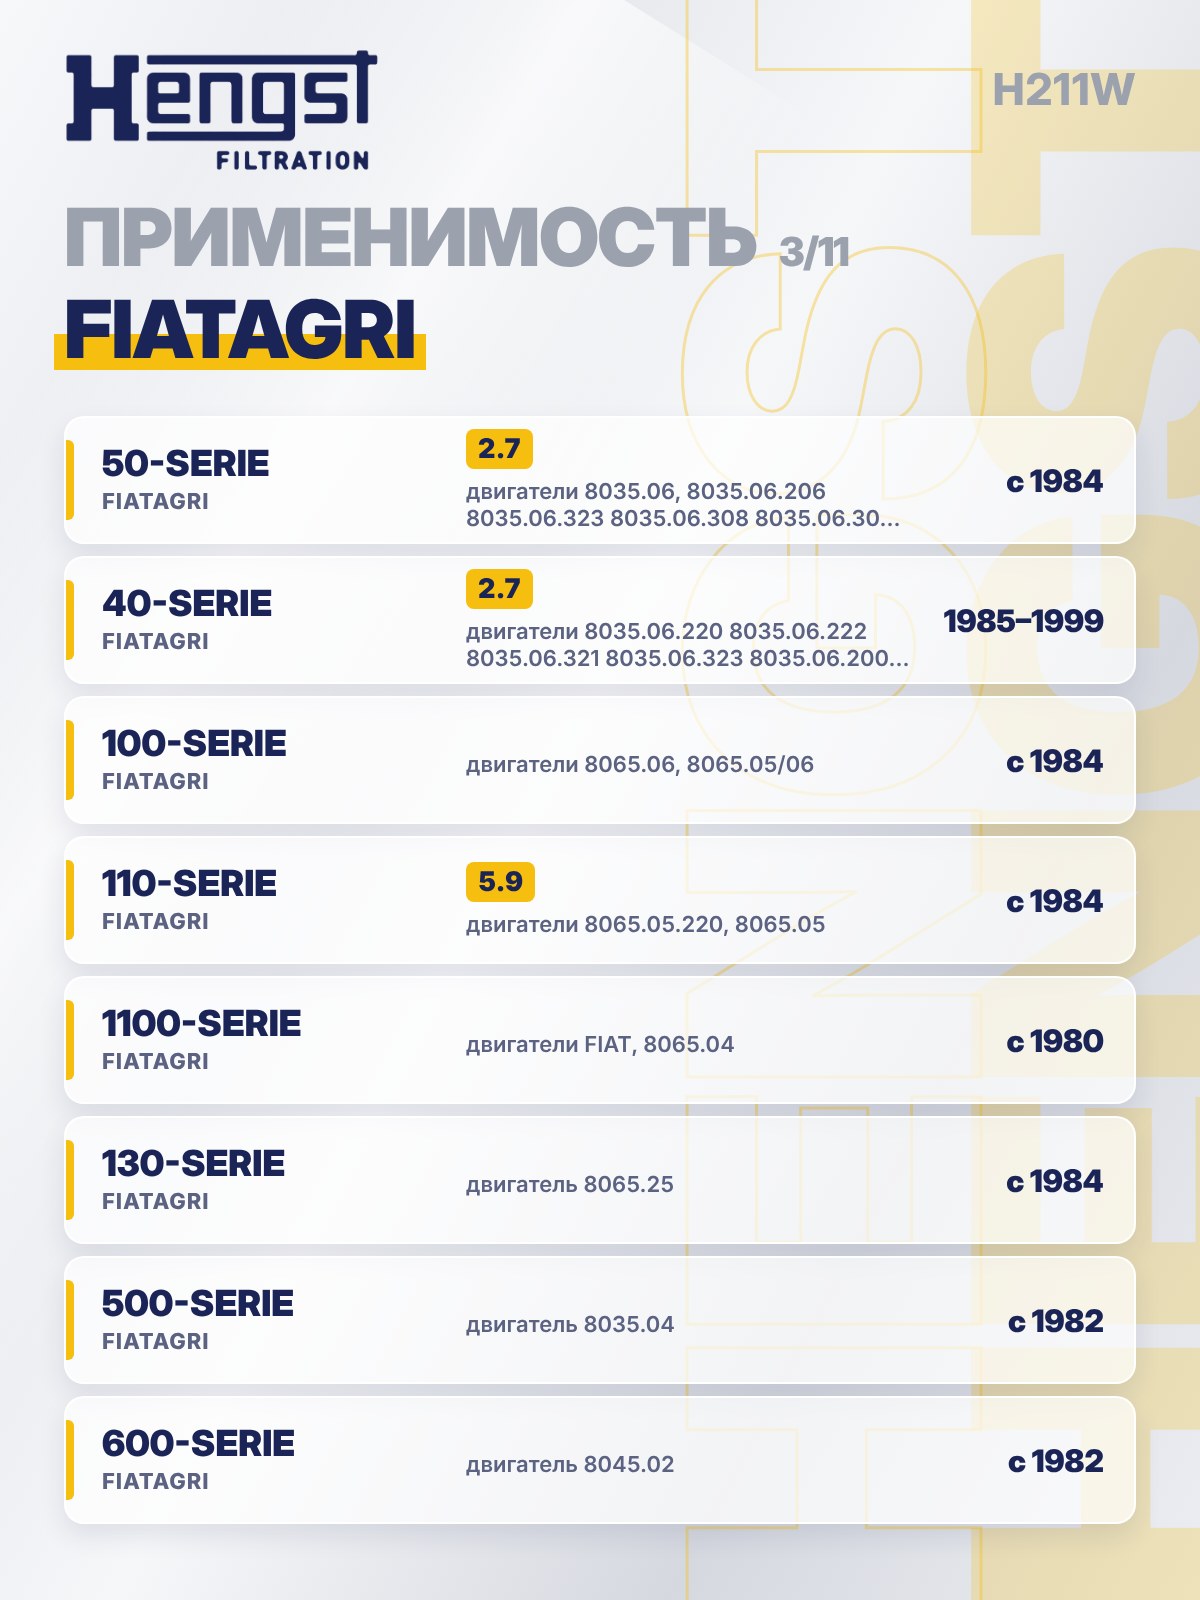 Hengst
FILTRATION
H211W
ПРИМЕНИМОСТЬ 3/11
FIATAGRI
50-SERIE
FIATAGRI
2.7
двигатели 8035.06, 8035.06.206
8035.06.323 8035.06.308 8035.06.30...
с 1984
40-SERIE
FIATAGRI
2.7
двигатели 8035.06.220 8035.06.222
8035.06.321 8035.06.323 8035.06.200...
1985–1999
100-SERIE
FIATAGRI
двигатели 8065.06, 8065.05/06
с 1984
110-SERIE
FIATAGRI
5.9
двигатели 8065.05.220, 8065.05
с 1984
1100-SERIE
FIATAGRI
двигатели FIAT, 8065.04
с 1980
130-SERIE
FIATAGRI
двигатель 8065.25
с 1984
500-SERIE
FIATAGRI
двигатель 8035.04
с 1982
600-SERIE
FIATAGRI
двигатель 8045.02
с 1982
HENGST
HENGST